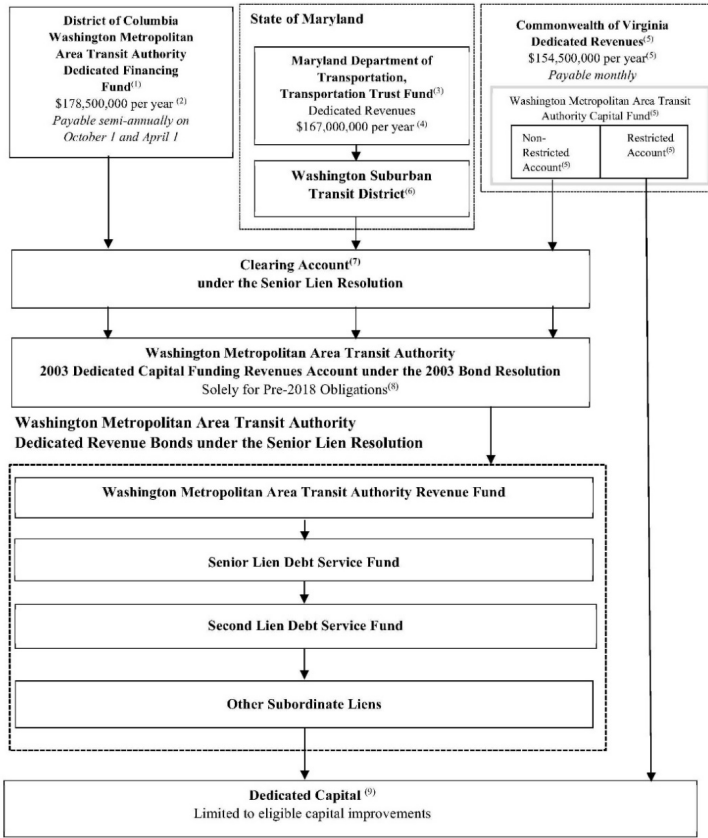 District of Columbia
Washington Metropolitan
Area Transit Authority
Dedicated Financing
Fund(1)
$178,500,000 per year (2)
Payable semi-annually on
October 1 and April 1
State of Maryland
Maryland Department of
Transportation,
Transportation Trust Fund(3)
Dedicated Revenues
$167,000,000 per year (4)
Washington Suburban
Transit District(6)
Commonwealth of Virginia
Dedicated Revenues(5)
$154,500,000 per year(5)
Payable monthly
Washington Metropolitan Area Transit
Authority Capital Fund(5)
Non-
Restricted
Account(5)
Restricted
Account(5)
Clearing Account(7)
under the Senior Lien Resolution
Washington Metropolitan Area Transit Authority
2003 Dedicated Capital Funding Revenues Account under the 2003 Bond Resolution
Solely for Pre-2018 Obligations(8)
Washington Metropolitan Area Transit Authority
Dedicated Revenue Bonds under the Senior Lien Resolution
Washington Metropolitan Area Transit Authority Revenue Fund
Senior Lien Debt Service Fund
Second Lien Debt Service Fund
Other Subordinate Liens
Dedicated Capital (9)
Limited to eligible capital improvements